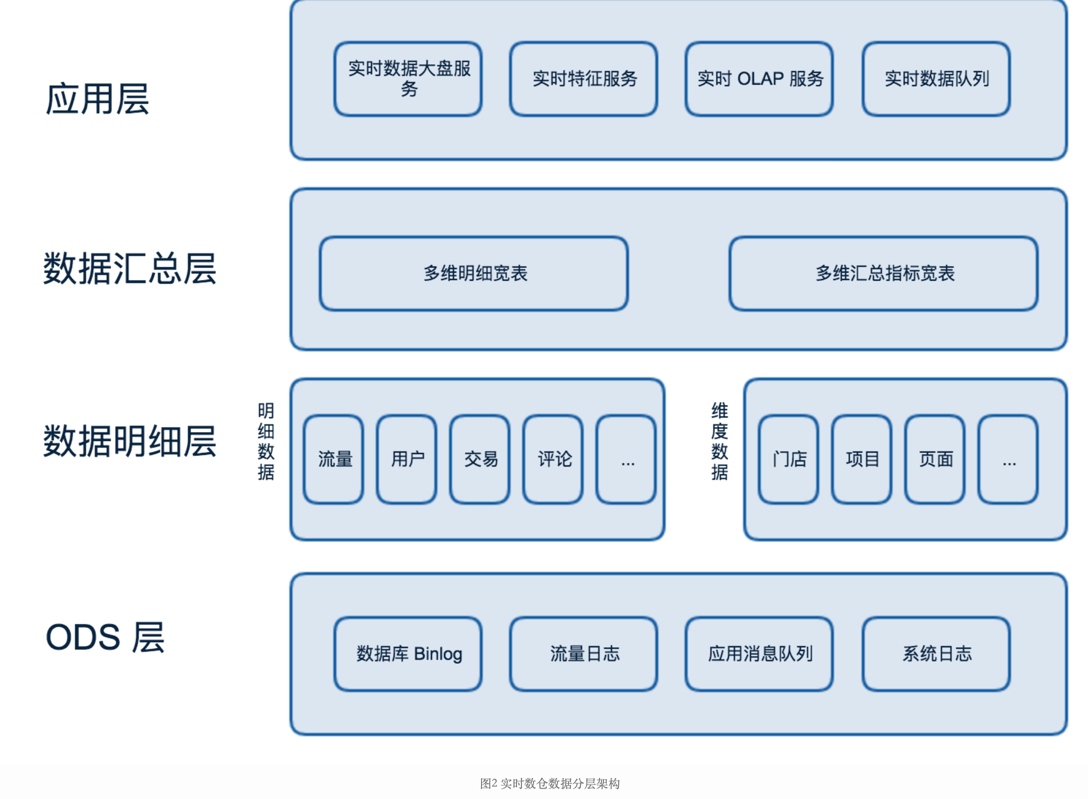 应用层
实时数据大盘服
务
实时特征服务
实时 OLAP 服务
实时数据队列
数据汇总层
多维明细宽表
多维汇总指标宽表
数据明细层
明细数据
流量
用户
交易
评论
...
维度数据
门店
项目
页面
...
ODS 层
数据库 Binlog
流量日志
应用消息队列
系统日志
图2 实时数仓数据分层架构